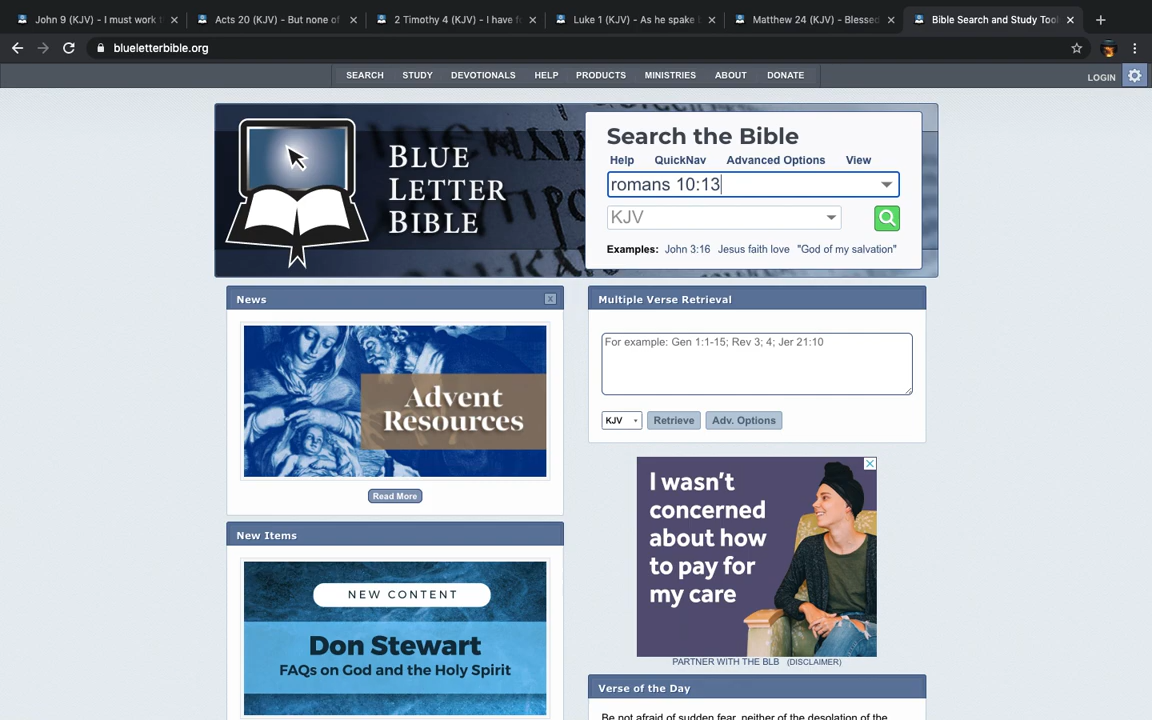 John 9 (KJV) - I must work
Acts 20 (KJV) - But none of
2 Timothy 4 (KJV) - I have
Luke 1 (KJV) - As he spake
Matthew 24 (KJV) - Blessed
Bible Search and Study Tool
blueletterbible.org
SEARCH STUDY DEVOTIONALS HELP PRODUCTS MINISTRIES ABOUT DONATE
LOGIN
BLUE
LETTER
BIBLE
Search the Bible
Help QuickNav Advanced Options View
romans 10:13
KJV
Examples: John 3:16 Jesus faith love "God of my salvation"
News
x
Advent
Resources
Read More
New Items
NEW CONTENT
Don Stewart
FAQs on God and the Holy Spirit
Multiple Verse Retrieval
For example: Gen 1:1-15; Rev 3; 4; Jer 21:10
KJV Retrieve Adv. Options
I wasn't
concerned
about how
to pay for
my care
PARTNER WITH THE BLB (DISCLAIMER)
Verse of the Day
Be not afraid of sudden fear, neither of the desolation of the